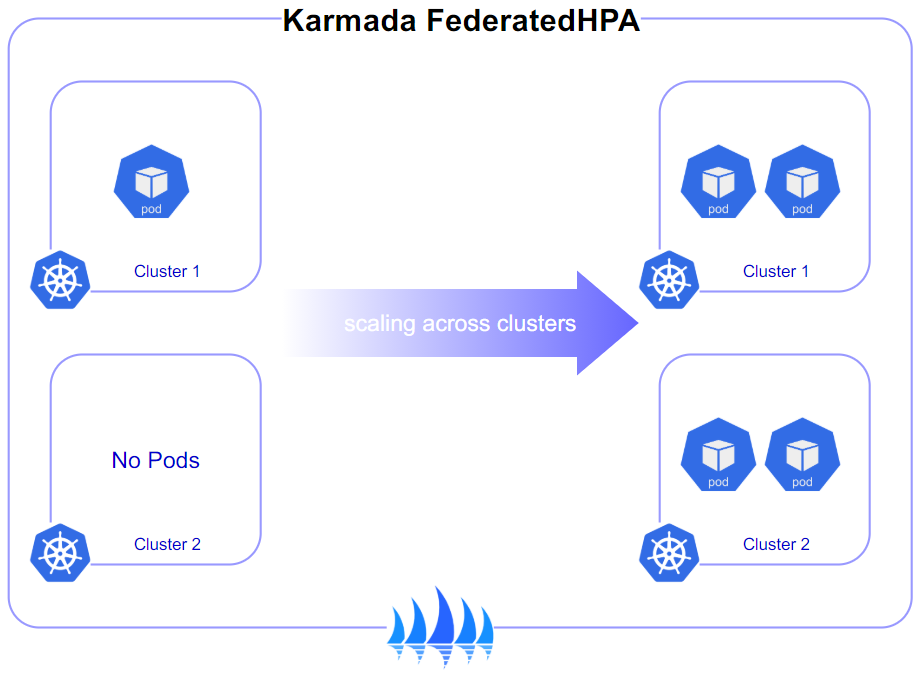 Karmada FederatedHPA
pod
Cluster 1
No Pods
Cluster 2
scaling across clusters
pod
pod
Cluster 1
pod
pod
Cluster 2